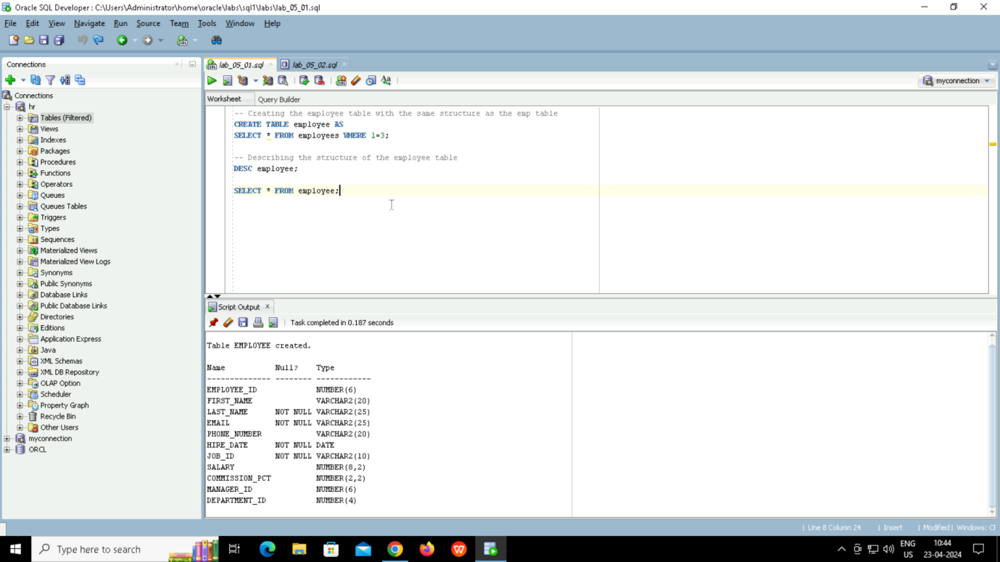 Oracle SQL Developer : C:\Users\Administrator\home\oracle\labs\sql1\labs\lab_05_01.sql
File Edit View Navigate Run Source Team Tools Window Help
Connections
Connections
hr
Tables (Filtered)
Views
Indexes
Packages
Procedures
Functions
Operators
Queues
Queues Tables
Triggers
Types
Sequences
Materialized Views
Materialized View Logs
Synonyms
Public Synonyms
Database Links
Public Database Links
Directories
Editions
Application Express
Java
XML Schemas
XML DB Repository
OLAP Option
Scheduler
Property Graph
Recycle Bin
Other Users
myconnection
ORCL
lab_05_01.sql lab_05_02.sql
myconnection
Worksheet Query Builder
-- Creating the employee table with the same structure as the emp table
CREATE TABLE employee AS
SELECT * FROM employees WHERE 1=3;
-- Describing the structure of the employee table
DESC employee;
SELECT * FROM employee;
Script Output
Task completed in 0.187 seconds
Table EMPLOYEE created.
Name Null? Type
-------------- -------- ------------
EMPLOYEE_ID NUMBER(6)
FIRST_NAME VARCHAR2(20)
LAST_NAME NOT NULL VARCHAR2(25)
EMAIL NOT NULL VARCHAR2(25)
PHONE_NUMBER VARCHAR2(20)
HIRE_DATE NOT NULL DATE
JOB_ID NOT NULL VARCHAR2(10)
SALARY NUMBER(8,2)
COMMISSION_PCT NUMBER(2,2)
MANAGER_ID NUMBER(6)
DEPARTMENT_ID NUMBER(4)
Line 8 Column 24 | Insert | Modified | Windows: Cl
Type here to search
ENG
US
10:44
23-04-2024